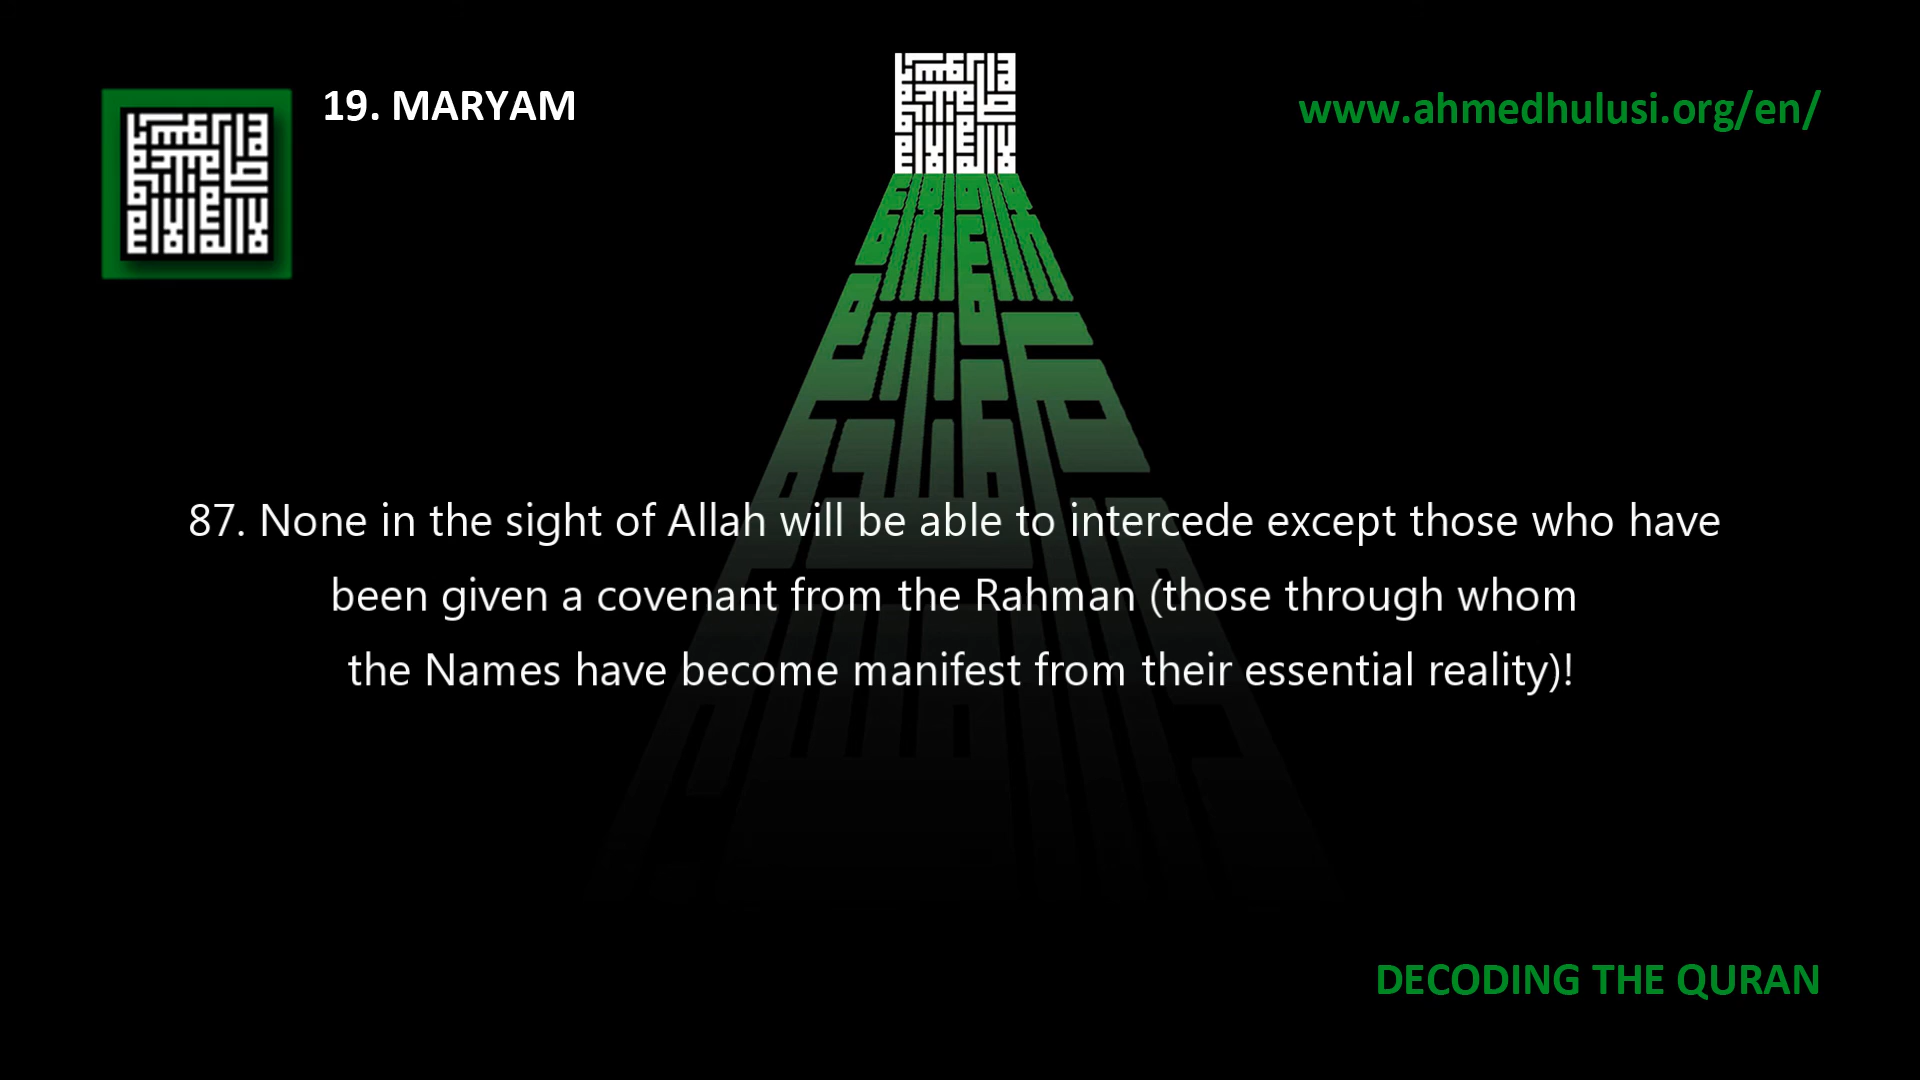 19. MARYAM
www.ahmedhulusi.org/en/
87. None in the sight of Allah will be able to intercede except those who have
been given a covenant from the Rahman (those through whom
the Names have become manifest from their essential reality)!
DECODING THE QURAN